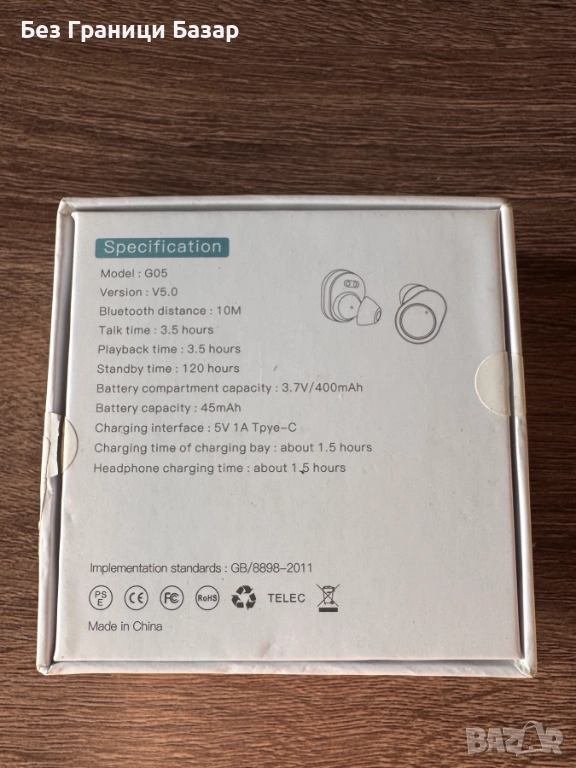 Без Граници Базар
Specification
Model : G05
Version : V5.0
Bluetooth distance : 10M
Talk time : 3.5 hours
Playback time : 3.5 hours
Standby time : 120 hours
Battery compartment capacity : 3.7V/400mAh
Battery capacity : 45mAh
Charging interface : 5V 1A Tpye-C
Charging time of charging bay : about 1.5 hours
Headphone charging time : about 1.5 hours
Implementation standards : GB/8898-2011
PS E CE FC RoHS TELEC
Made in China
BAZAR